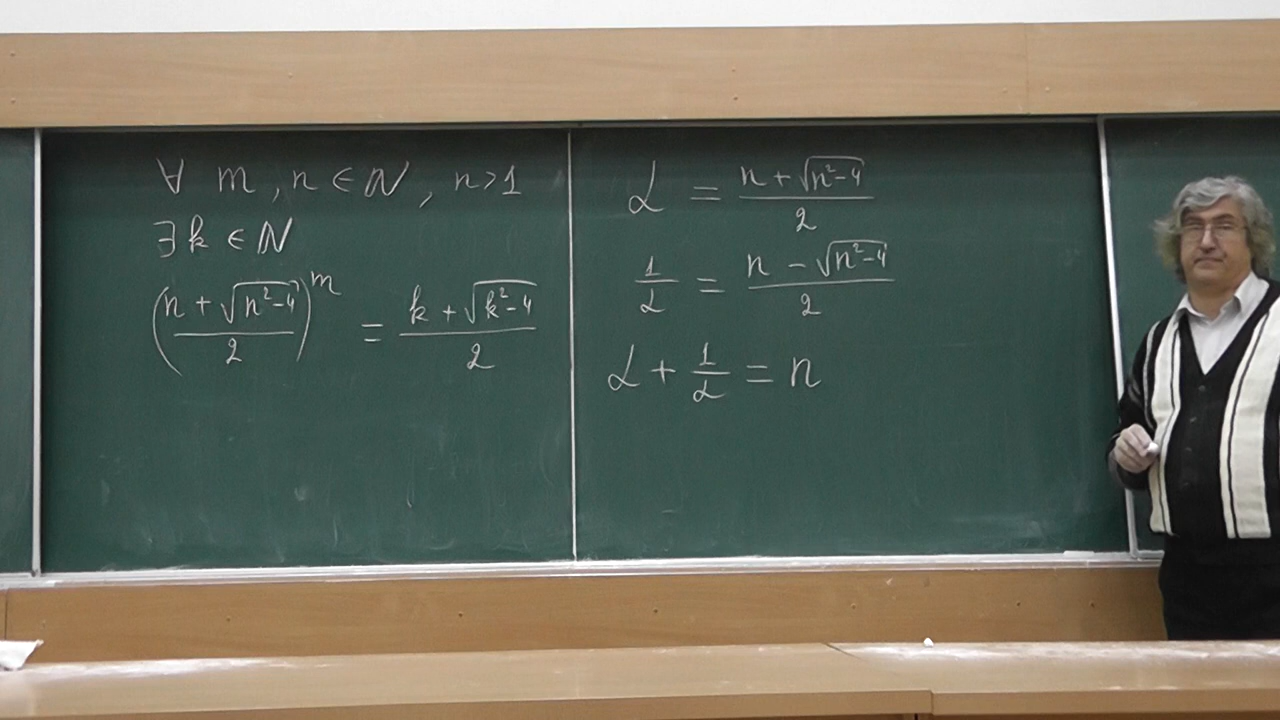 ∀ m, n ∈ ℕ, n>1
∃ k ∈ ℕ
((n + √(n²-4))/2)^m = (k + √(k²-4))/2
α = (n + √(n²-4))/2
1/α = (n - √(n²-4))/2
α + 1/α = n